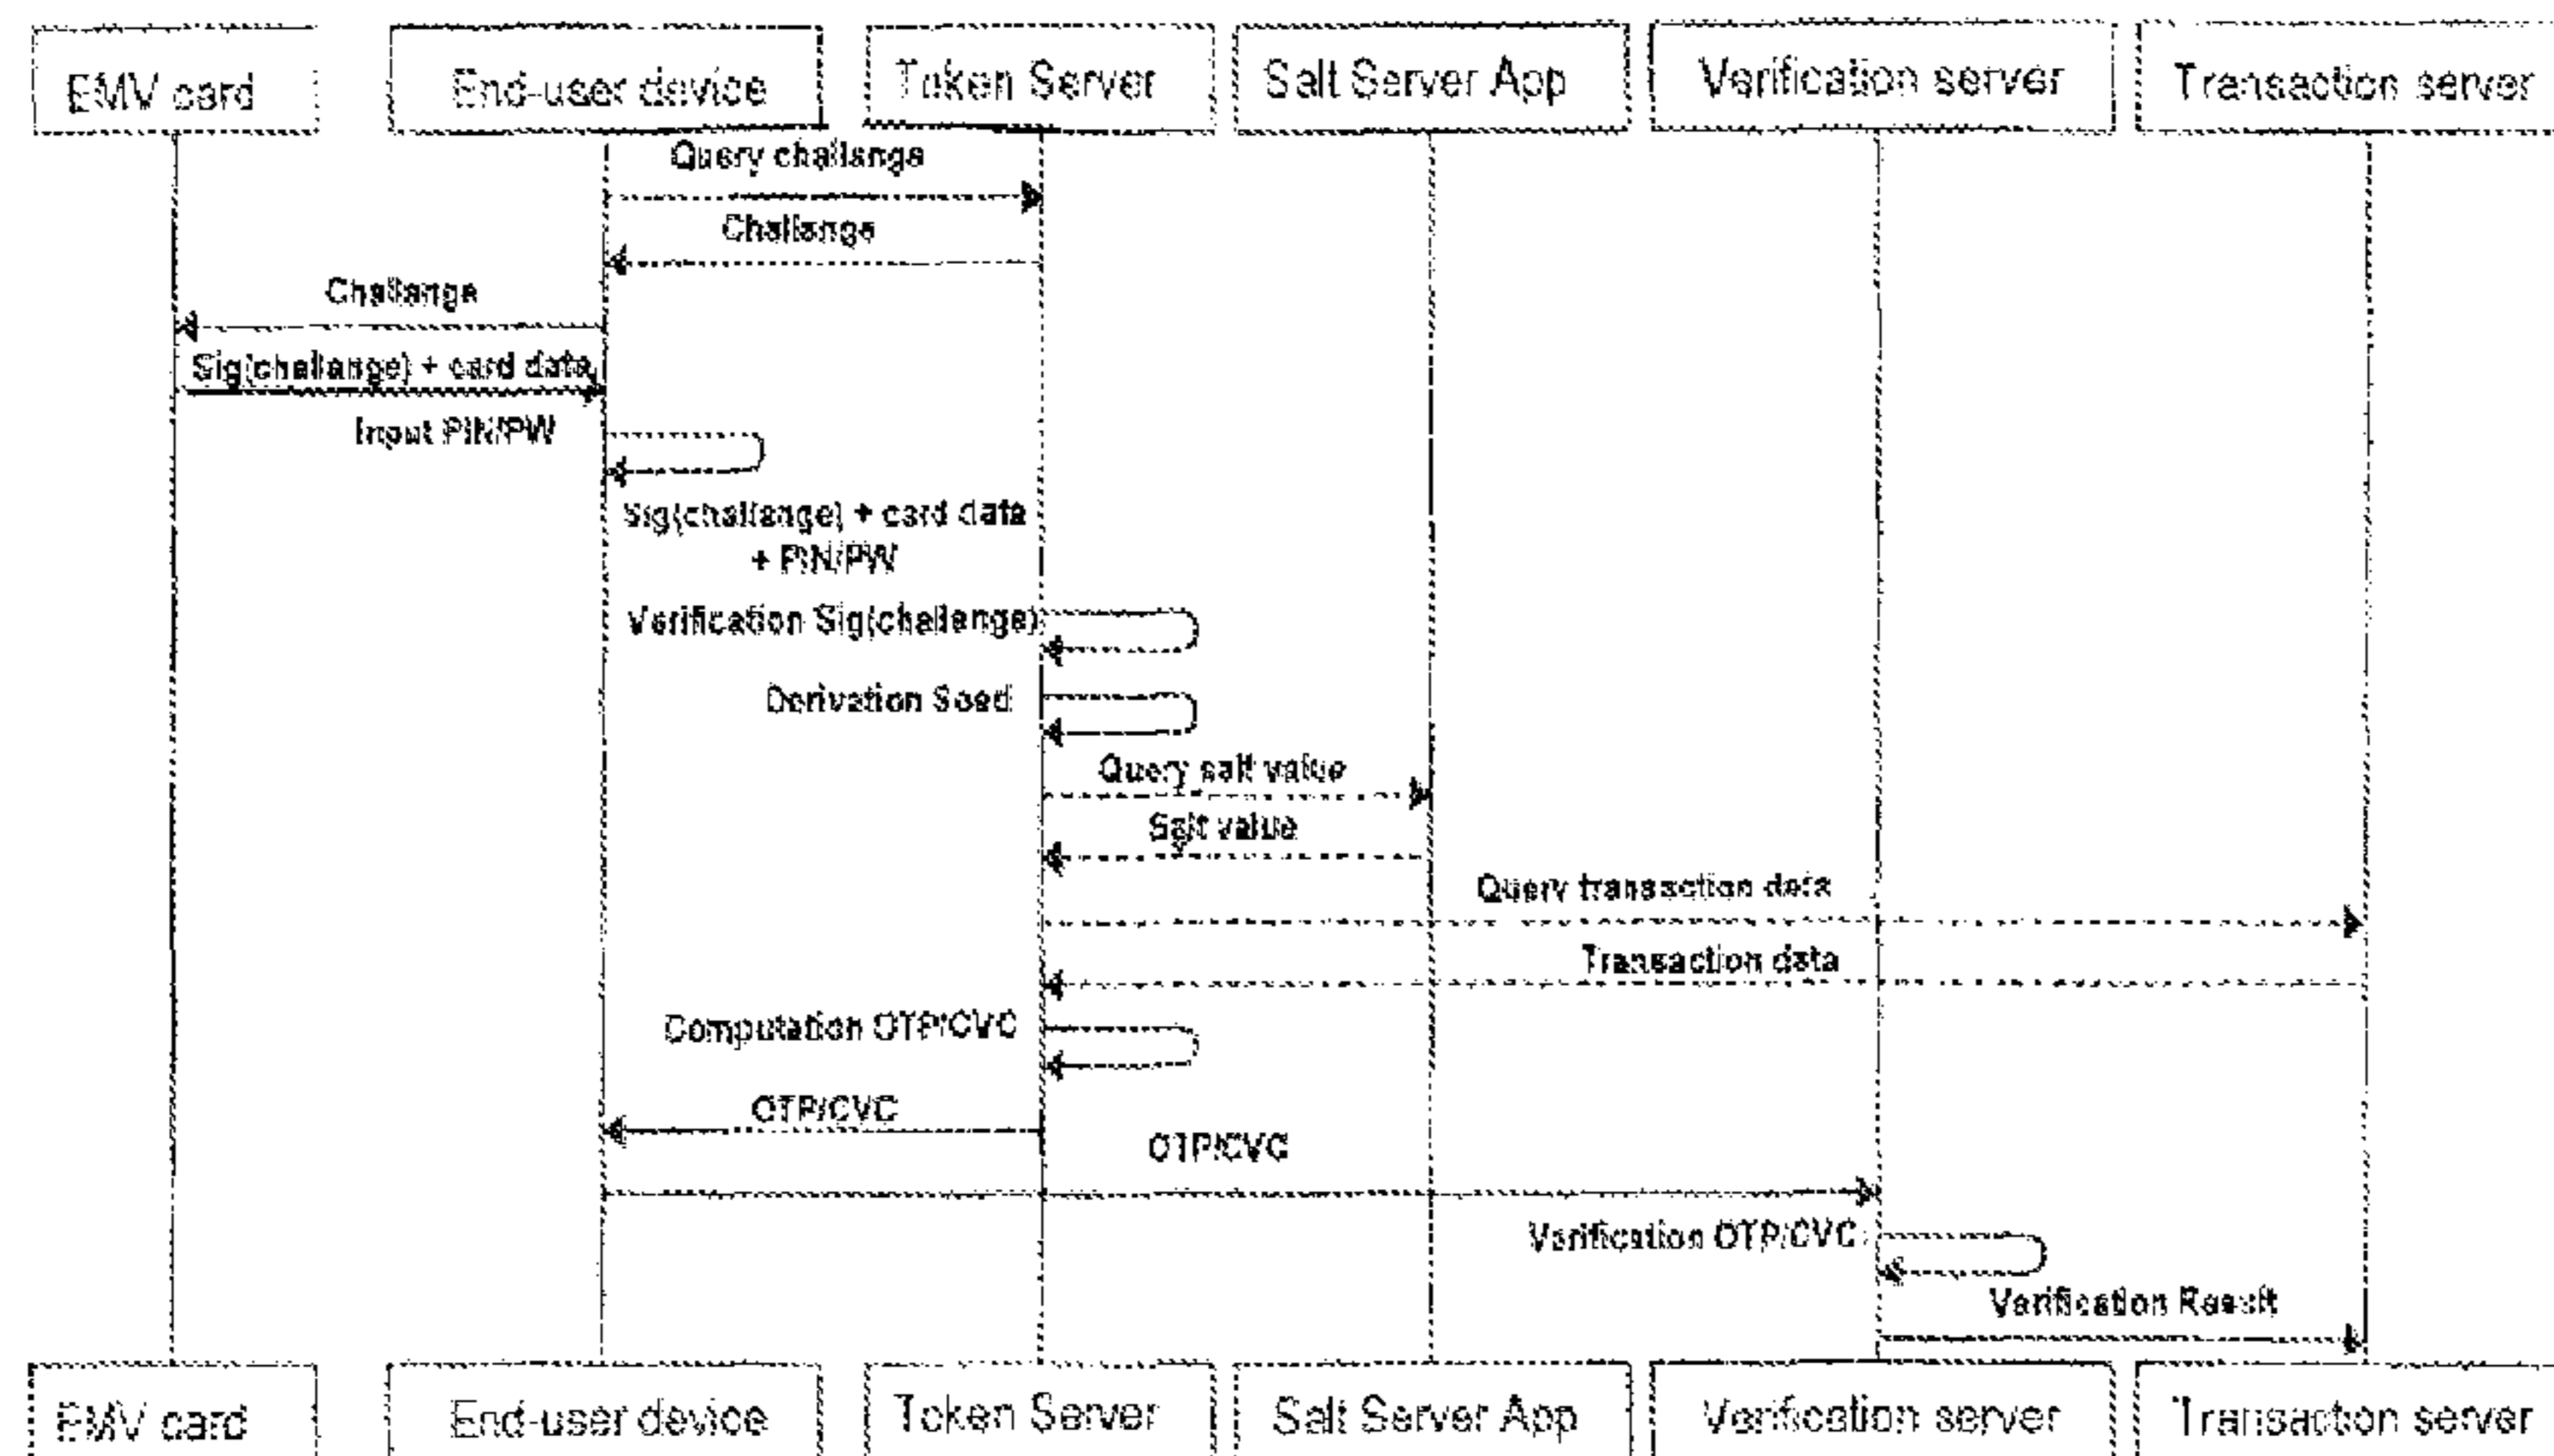 EMV card
End-user device
Token Server
Salt Server App
Verification server
Transaction server
Query challange
Challange
Challange
Sig(challange) + card data
Input PIN/PW
Sig(challange) + card data
+ PIN/PW
Verification Sig(challenge)
Derivation Seed
Query salt value
Salt value
Query transaction data
Transaction data
Computation OTP/CVC
OTP/CVC
OTP/CVC
Verification OTP/CVC
Verification Result
EMV card
End-user device
Token Server
Salt Server App
Verification server
Transaction server